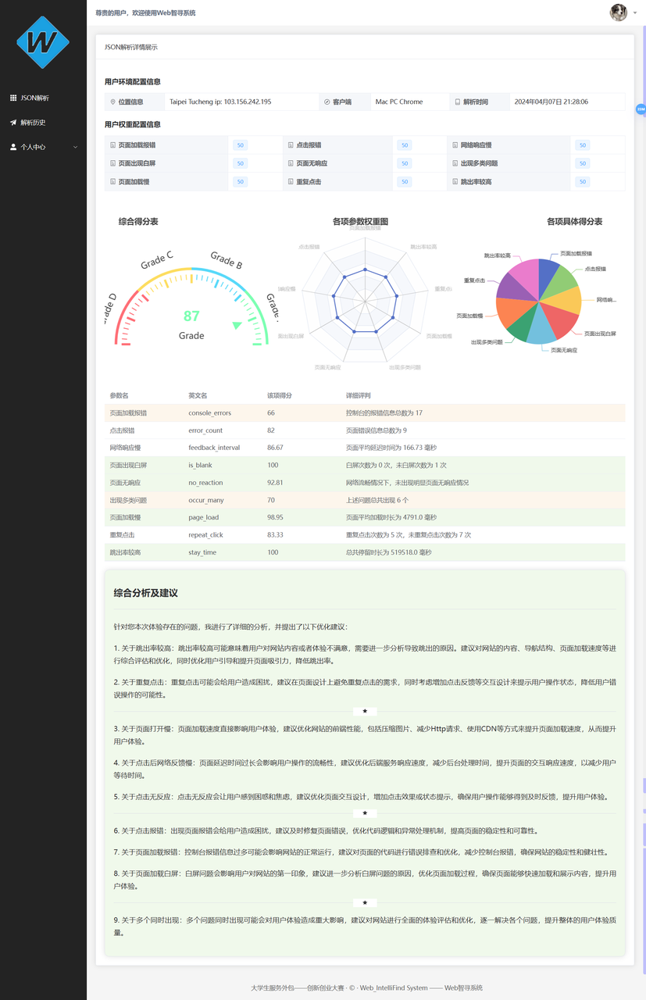 尊贵的用户，欢迎使用Web智寻系统
W
JSON解析
解析历史
个人中心
JSON解析详情展示
用户环境配置信息
位置信息 Taipei Tucheng ip: 103.156.242.195 客户端 Mac PC Chrome 解析时间 2024年04月07日 21:28:06
用户权重配置信息
页面加载报错 50 点击报错 50 网络响应慢 50
页面出现白屏 50 页面无响应 50 出现多类问题 50
页面加载慢 50 重复点击 50 跳出率较高 50
综合得分表
Grade D
Grade C
Grade B
Grade
87
Grade
各项参数权重图
页面加载报错
点击报错
响应慢
面出现白屏
页面无响应
出现多类问题
页面加载慢
重复点
跳出率较高
各项具体得分表
页面加载报错
点击报错
网络响...
页面出现白屏
页面无响应
出现多类问题
页面加载慢
重复点击
跳出率较高
参数名 英文名 该项得分 详细评判
页面加载报错 console_errors 66 控制台的报错信息总数为 17
点击报错 error_count 82 页面错误信息总数为 9
网络响应慢 feedback_interval 86.67 页面平均延迟时间为 166.73 毫秒
页面出现白屏 is_blank 100 白屏次数为 0 次，未白屏次数为 1 次
页面无响应 no_reaction 92.81 网络流畅情况下，未出现明显页面无响应情况
出现多类问题 occur_many 70 上述问题总共出现 6 个
页面加载慢 page_load 98.95 页面平均加载时长为 4791.0 毫秒
重复点击 repeat_click 83.33 重复点击次数为 5 次，未重复点击次数为 7 次
跳出率较高 stay_time 100 总共停留时长为 519518.0 毫秒
综合分析及建议
针对您本次体验存在的问题，我进行了详细的分析，并提出了以下优化建议：
1. 关于跳出率较高：跳出率较高可能意味着用户对网站内容或者体验不满意，需要进一步分析导致跳出的原因。建议对网站的内容、导航结构、页面加载速度等进
行综合评估和优化，同时优化用户引导和提升页面吸引力，降低跳出率。
2. 关于重复点击：重复点击可能会给用户造成困扰，建议在页面设计上避免重复点击的需求，同时考虑增加点击反馈等交互设计来提示用户操作状态，降低用户错
误操作的可能性。
3. 关于页面打开慢：页面加载速度直接影响用户体验，建议优化网站的前端性能，包括压缩图片、减少Http请求、使用CDN等方式来提升页面加载速度，从而提升
用户体验。
4. 关于点击后网络反馈慢：页面延迟时间过长会影响用户操作的流畅性，建议优化后端服务响应速度，减少后台处理时间，提升页面的交互响应速度，以减少用户
等待时间。
5. 关于点击无反应：点击无反应会让用户感到困惑和焦虑，建议优化页面交互设计，增加点击效果或状态提示，确保用户操作能够得到及时反馈，提升用户体验。
6. 关于点击报错：出现页面报错会给用户造成困扰，建议及时修复页面错误，优化代码逻辑和异常处理机制，提高页面的稳定性和可靠性。
7. 关于页面加载报错：控制台报错信息过多可能会影响网站的正常运行，建议对页面的代码进行错误排查和优化，减少控制台报错，确保网站的稳定性和健壮性。
8. 关于页面加载白屏：白屏问题会影响用户对网站的第一印象，建议进一步分析白屏问题的原因，优化页面加载过程，确保页面能够快速加载和展示内容，提升用
户体验。
9. 关于多个同时出现：多个问题同时出现可能会对用户体验造成重大影响，建议对网站进行全面的体验评估和优化，逐一解决各个问题，提升整体的用户体验质
量。
大学生服务外包——创新创业大赛 · © · Web_IntelliFind System —— Web智寻系统